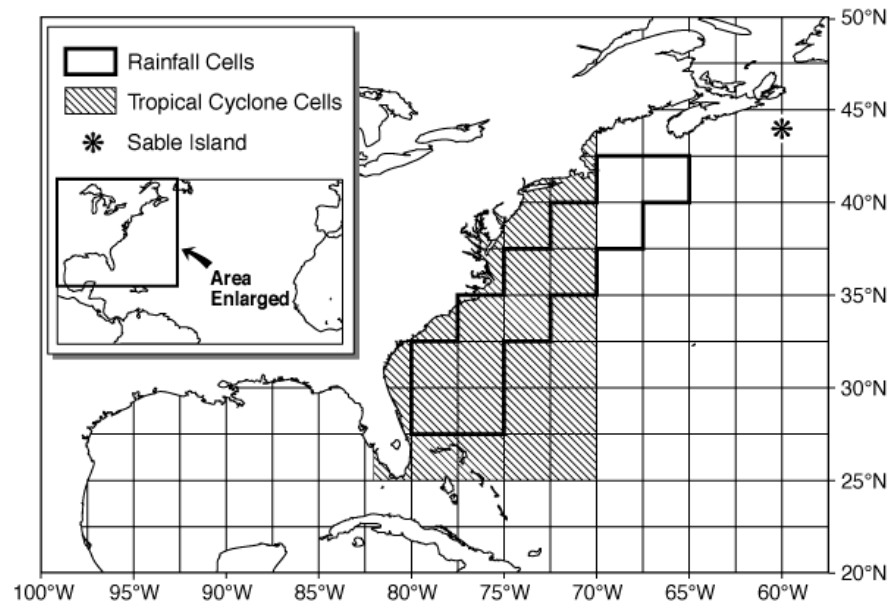 Rainfall Cells
Tropical Cyclone Cells
Sable Island
Area
Enlarged
50°N
45°N
40°N
35°N
30°N
25°N
20°N
100°W 95°W 90°W 85°W 80°W 75°W 70°W 65°W 60°W